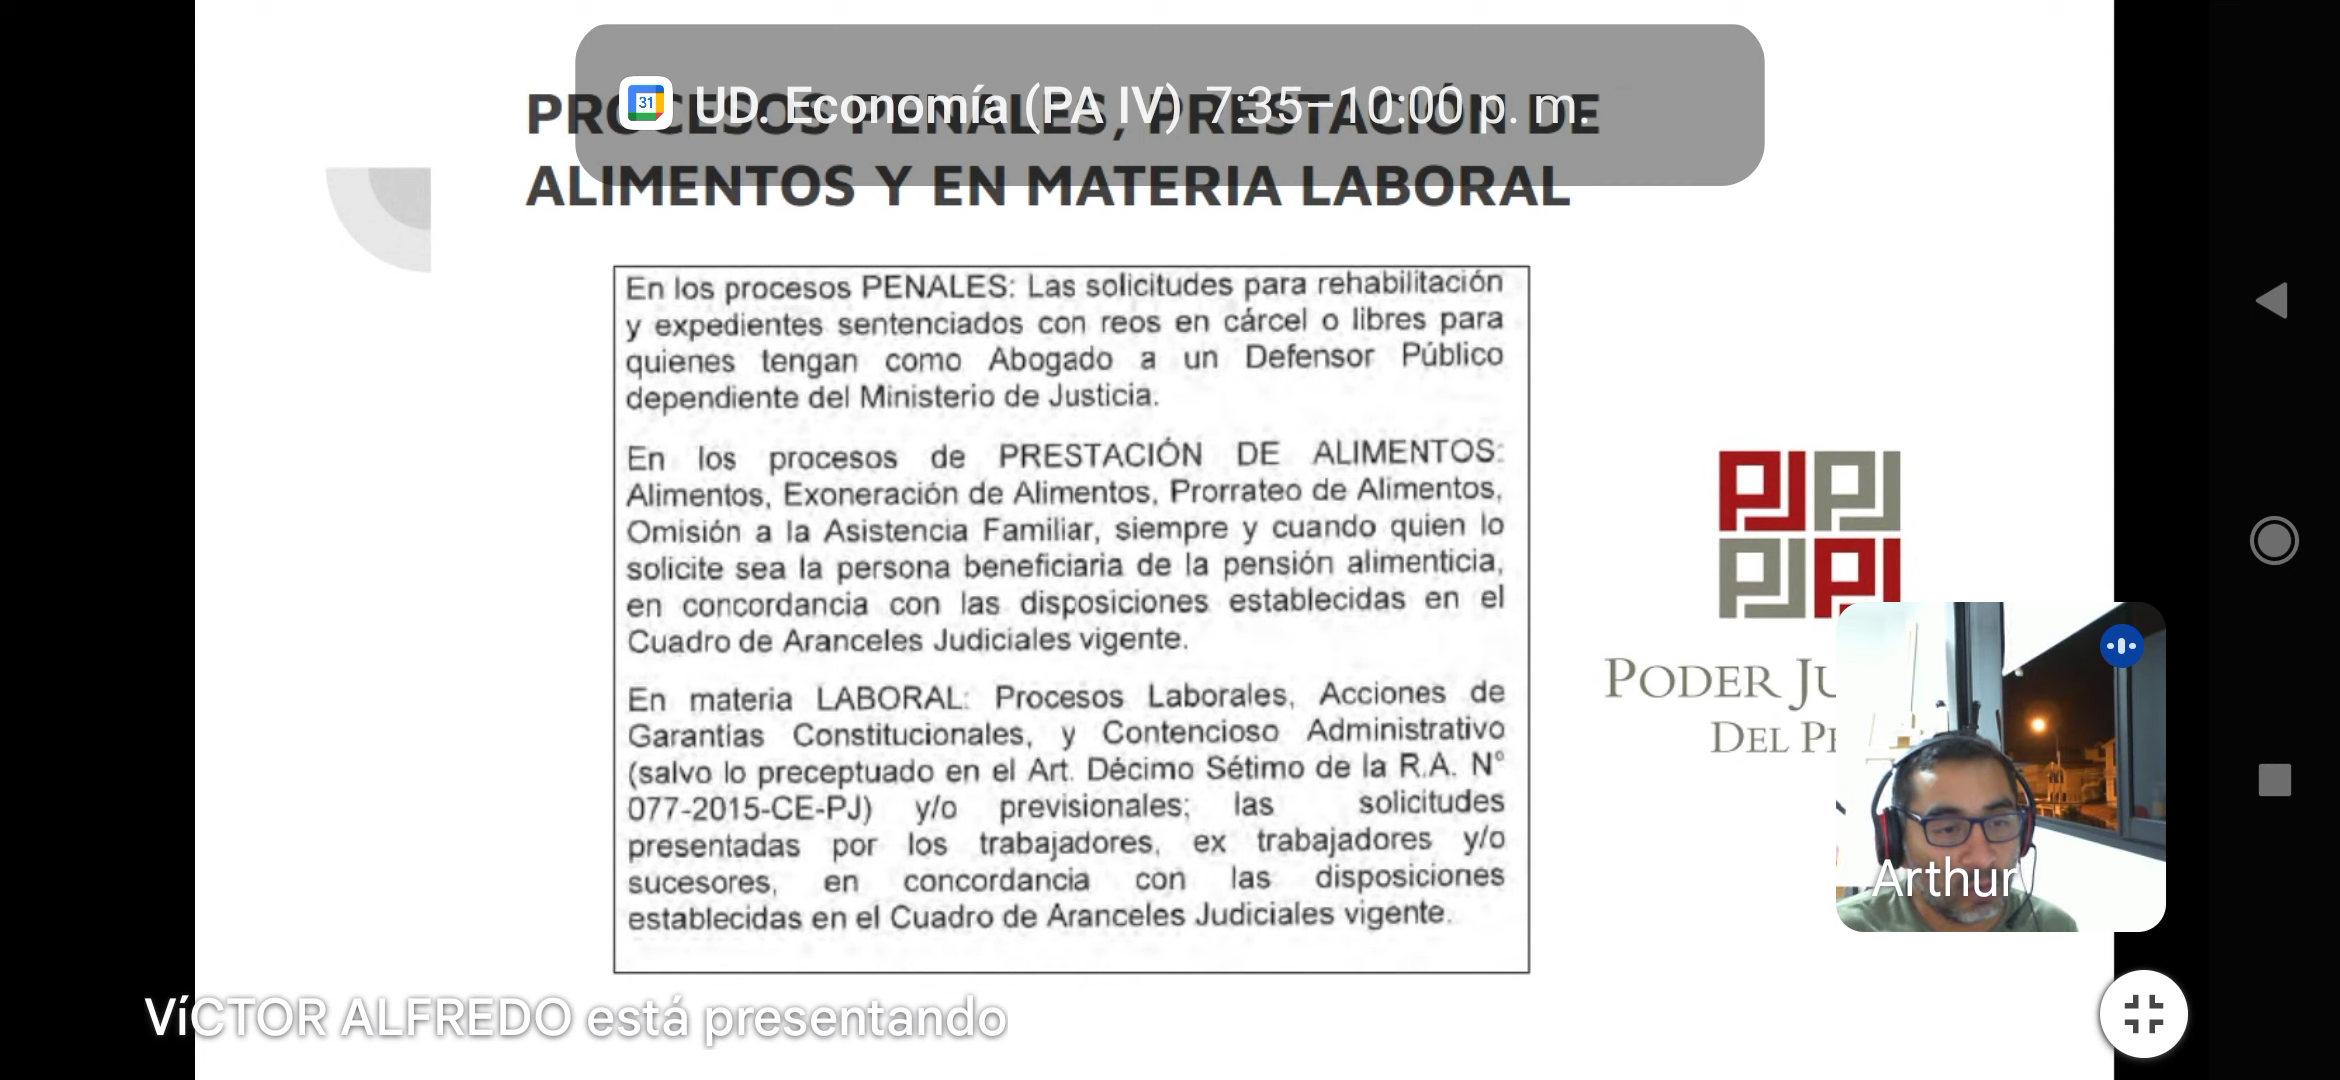 31 UD. Economía (PA IV) 7:35–10:00 p. m.
PROCESOS PENALES, PRESTACIÓN DE
ALIMENTOS Y EN MATERIA LABORAL
En los procesos PENALES: Las solicitudes para rehabilitación
y expedientes sentenciados con reos en cárcel o libres para
quienes tengan como Abogado a un Defensor Público
dependiente del Ministerio de Justicia.
En los procesos de PRESTACIÓN DE ALIMENTOS:
Alimentos, Exoneración de Alimentos, Prorrateo de Alimentos,
Omisión a la Asistencia Familiar, siempre y cuando quien lo
solicite sea la persona beneficiaria de la pensión alimenticia,
en concordancia con las disposiciones establecidas en el
Cuadro de Aranceles Judiciales vigente.
En materia LABORAL: Procesos Laborales, Acciones de
Garantias Constitucionales, y Contencioso Administrativo
(salvo lo preceptuado en el Art. Décimo Sétimo de la R.A. N°
077-2015-CE-PJ) y/o previsionales; las solicitudes
presentadas por los trabajadores, ex trabajadores y/o
sucesores, en concordancia con las disposiciones
establecidas en el Cuadro de Aranceles Judiciales vigente.
PJ PJ
PJ PJ
PODER JU
DEL PE
Arthur
VíCTOR ALFREDO está presentando